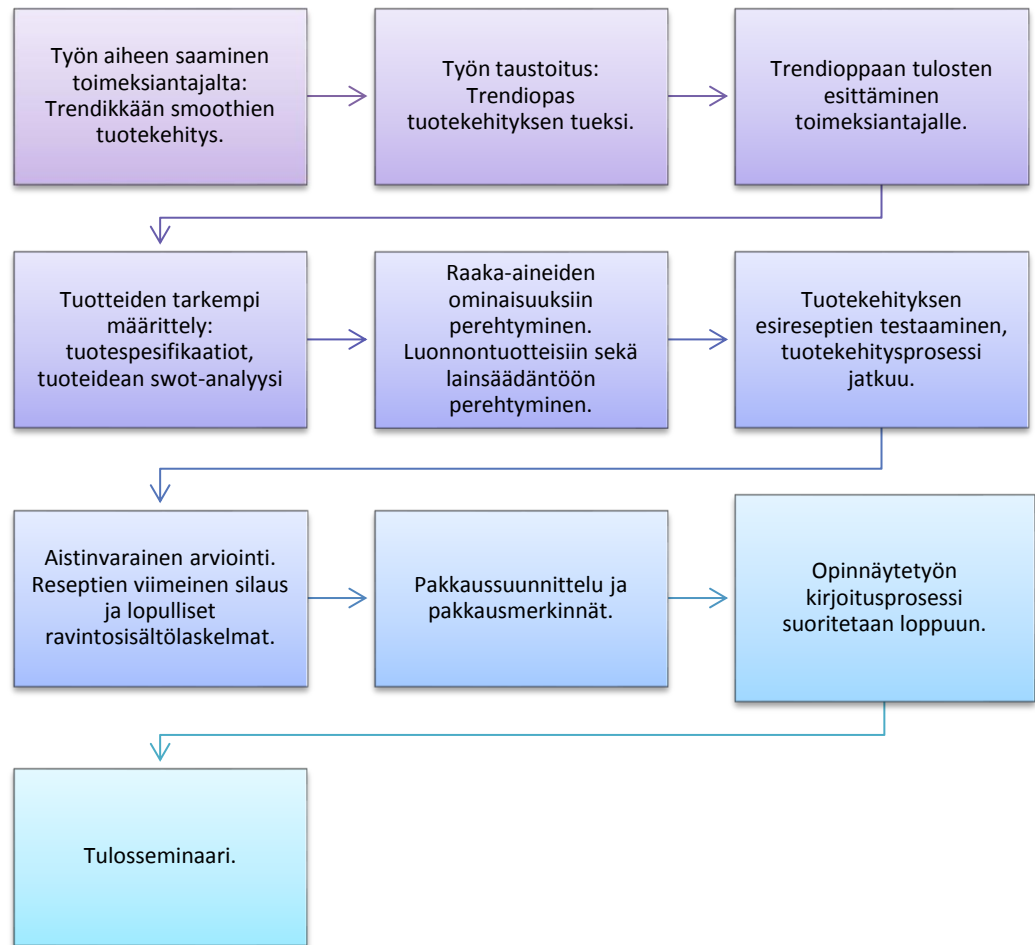 Työn aiheen saaminen
toimeksiantajalta:
Trendikkään smoothien
tuotekehitys.
Työn taustoitus:
Trendiopas
tuotekehityksen tueksi.
Trendioppaan tulosten
esittäminen
toimeksiantajalle.
Tuotteiden tarkempi
määrittely:
tuotespesifikaatiot,
tuoteidean swot-analyysi
Raaka-aineiden
ominaisuuksiin
perehtyminen.
Luonnontuotteisiin sekä
lainsäädäntöön
perehtyminen.
Tuotekehityksen
esireseptien testaaminen,
tuotekehitysprosessi
jatkuu.
Aistinvarainen arviointi.
Reseptien viimeinen silaus
ja lopulliset
ravintosisältölaskelmat.
Pakkaussuunnittelu ja
pakkausmerkinnät.
Opinnäytetyön
kirjoitusprosessi
suoritetaan loppuun.
Tulosseminaari.